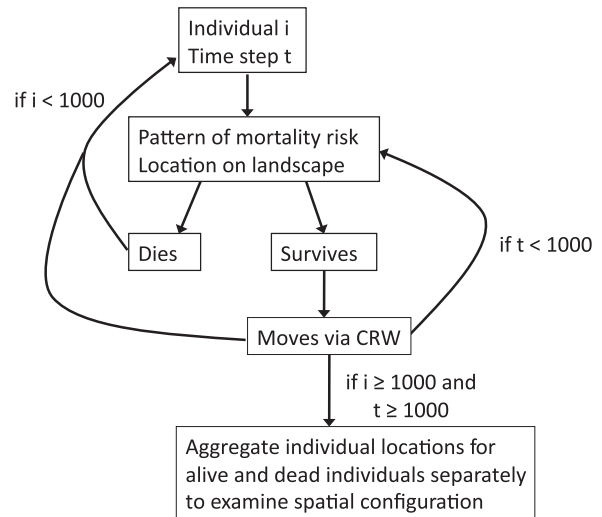 Individual i
Time step t
if i < 1000
Pattern of mortality risk
Location on landscape
Dies
Survives
if t < 1000
Moves via CRW
if i ≥ 1000 and
t ≥ 1000
Aggregate individual locations for
alive and dead individuals separately
to examine spatial configuration